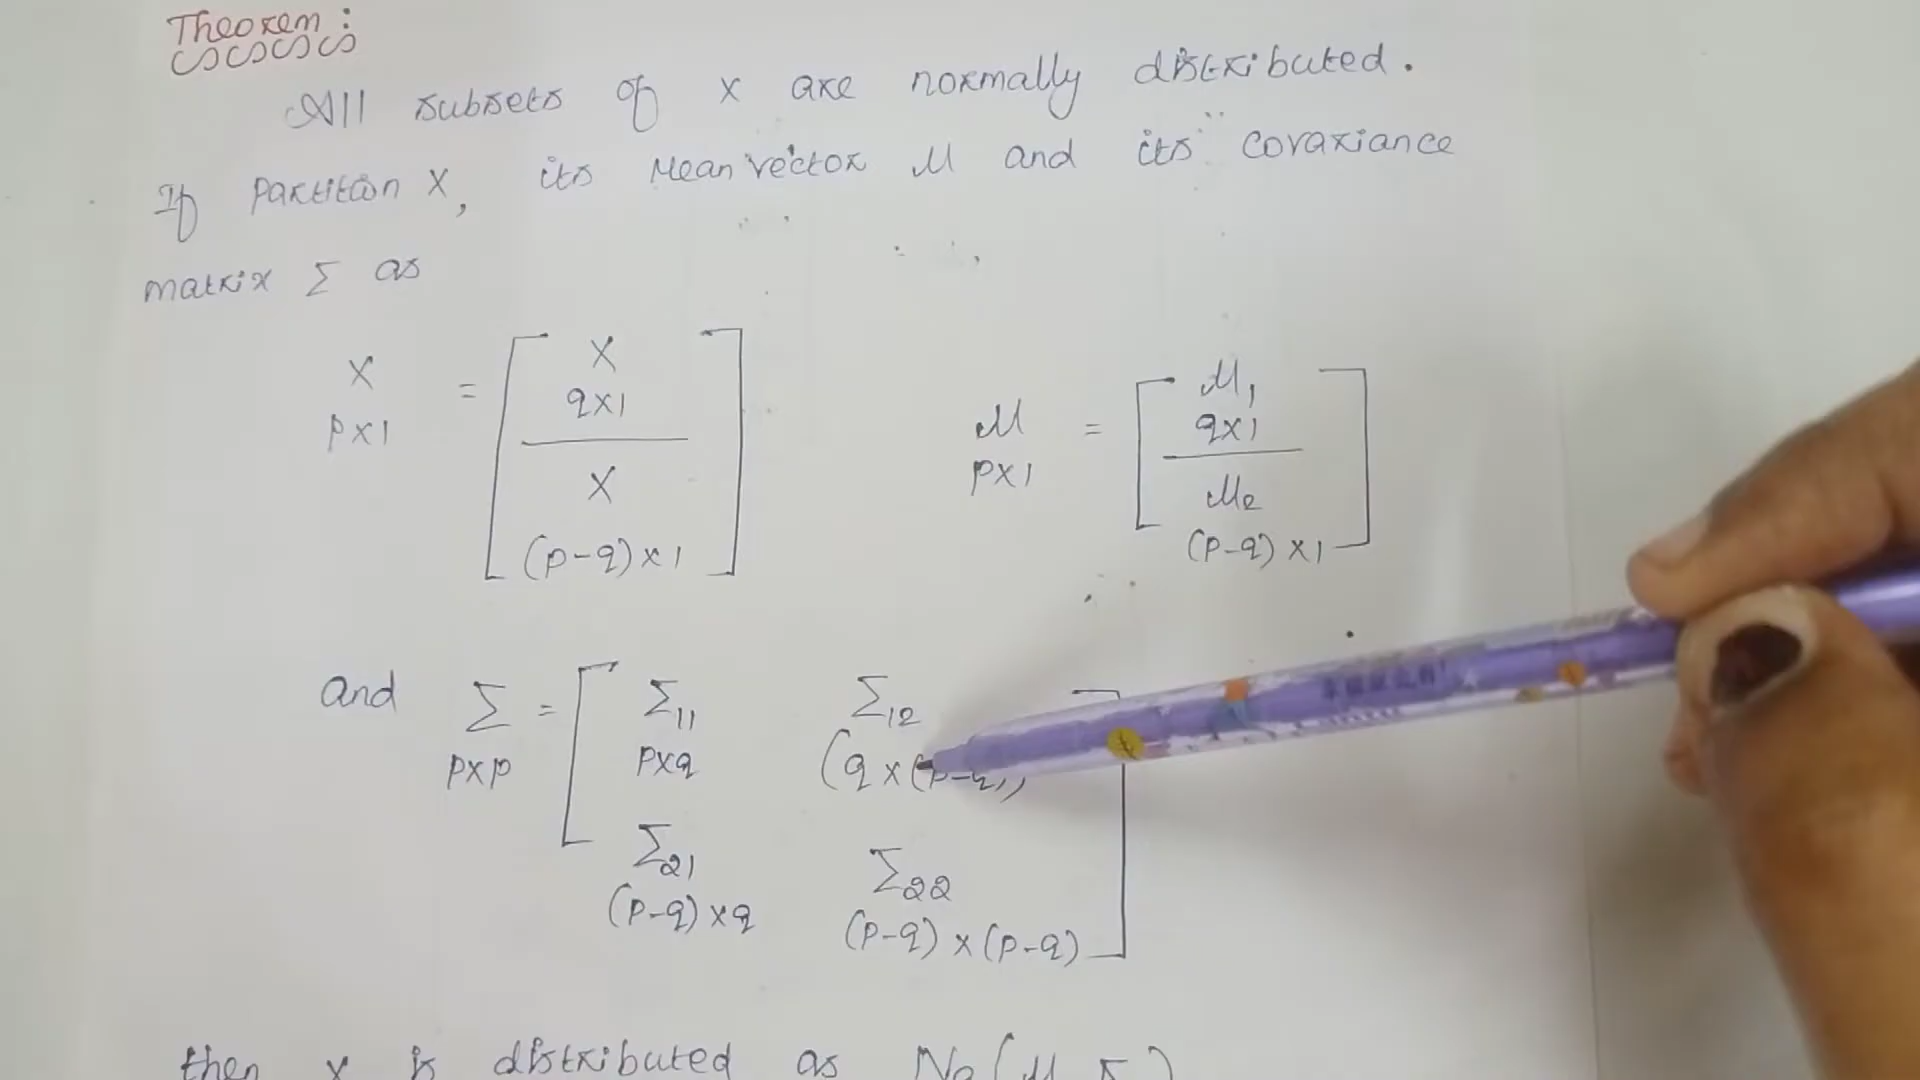 Theorem:
All subsets of X are normally distributed.
If Partition X, its Mean vector μ and its covariance
matrix Σ as
X = [ X
p×1 q×1
X
(p-q)×1 ]
μ = [ μ1
p×1 q×1
μ2
(p-q)×1 ]
and Σ = [ Σ11 Σ12
p×p p×q (q×(p-q))
Σ21 Σ22
(p-q)×q (p-q)×(p-q) ]
then X is distributed as